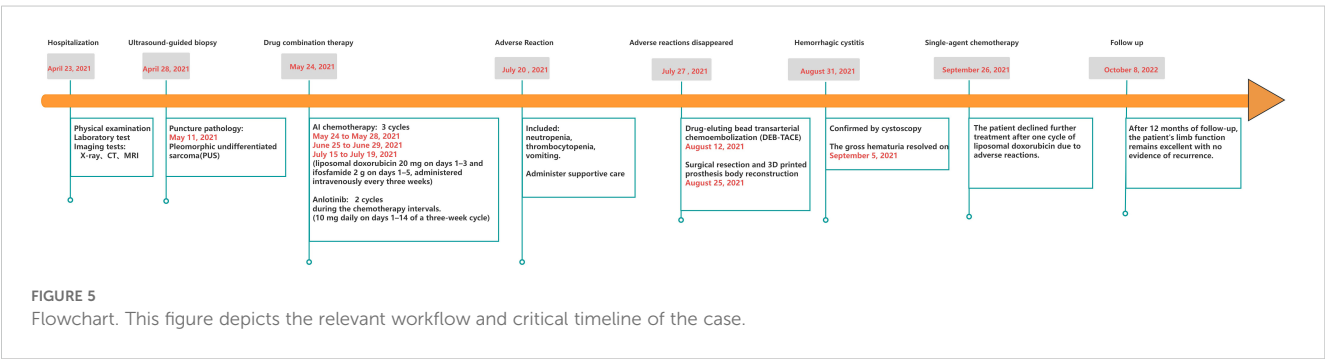 Hospitalization
April 23, 2021
Physical examination
Laboratory test
Imaging tests:
X-ray、CT、MRI
Ultrasound-guided biopsy
April 28, 2021
Puncture pathology:
May 11, 2021
Pleomorphic undifferentiated
sarcoma(PUS)
Drug combination therapy
May 24, 2021
AI chemotherapy: 3 cycles
May 24 to May 28, 2021
June 25 to June 29, 2021
July 15 to July 19, 2021
(liposomal doxorubicin 20 mg on days 1–3 and
ifosfamide 2 g on days 1–5, administered
intravenously every three weeks)
Anlotinib: 2 cycles
during the chemotherapy intervals.
(10 mg daily on days 1–14 of a three-week cycle)
Adverse Reaction
July 20 , 2021
Included:
neutropenia,
thrombocytopenia,
vomiting.
Administer supportive care
Adverse reactions disappeared
July 27 , 2021
Drug-eluting bead transarterial
chemoembolization (DEB-TACE)
August 12, 2021
Surgical resection and 3D printed
prosthesis body reconstruction
August 25, 2021
Hemorrhagic cystitis
August 31, 2021
Confirmed by cystoscopy
The gross hematuria resolved on
September 5, 2021
Single-agent chemotherapy
September 26, 2021
The patient declined further
treatment after one cycle of
liposomal doxorubicin due to
adverse reactions.
Follow up
October 8, 2022
After 12 months of follow-up,
the patient's limb function
remains excellent with no
evidence of recurrence.
FIGURE 5
Flowchart. This figure depicts the relevant workflow and critical timeline of the case.